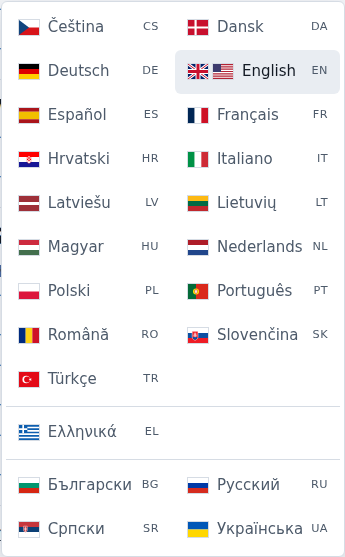 Čeština CS Dansk DA
Deutsch DE English EN
Español ES Français FR
Hrvatski HR Italiano IT
Latviešu LV Lietuvių LT
Magyar HU Nederlands NL
Polski PL Português PT
Română RO Slovenčina SK
Türkçe TR
Ελληνικά EL
Български BG Русский RU
Српски SR Українська UA